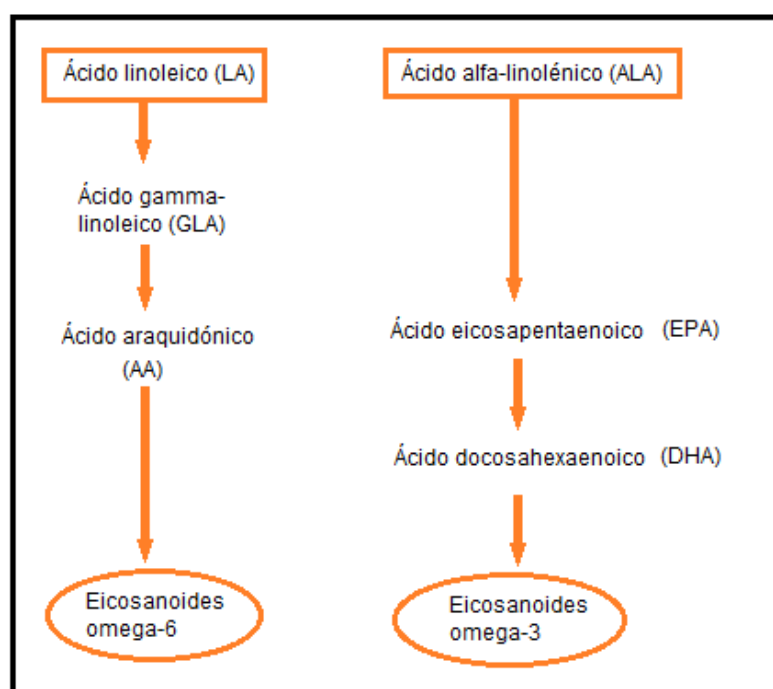 Ácido linoleico (LA)
Ácido alfa-linolénico (ALA)
Ácido gamma-
linoleico (GLA)
Ácido araquidónico
(AA)
Ácido eicosapentaenoico (EPA)
Ácido docosahexaenoico (DHA)
Eicosanoides
omega-6
Eicosanoides
omega-3